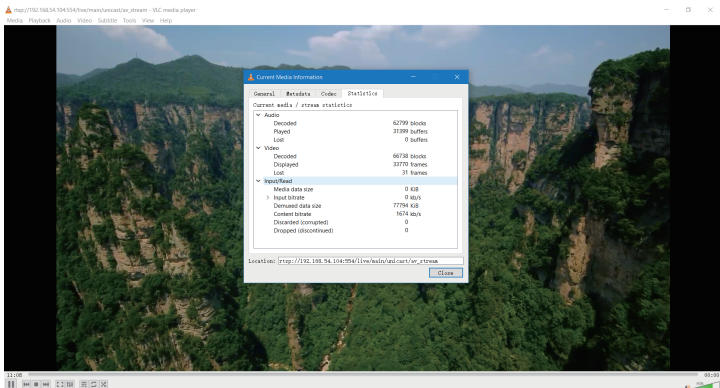 rtsp://192.168.54.104:554/live/main/unicast/av_stream - VLC media player
Media Playback Audio Video Subtitle Tools View Help
Current Media Information
General Metadata Codec Statistics
Current media / stream statistics
Audio
Decoded 62799 blocks
Played 31399 buffers
Lost 0 buffers
Video
Decoded 66738 blocks
Displayed 33770 frames
Lost 31 frames
Input/Read
Media data size 0 KiB
Input bitrate 0 kb/s
Demuxed data size 77794 KiB
Content bitrate 1674 kb/s
Discarded (corrupted) 0
Dropped (discontinued) 0
Location: rtsp://192.168.54.104:554/live/main/unicast/av_stream
Close
11:08 00:00